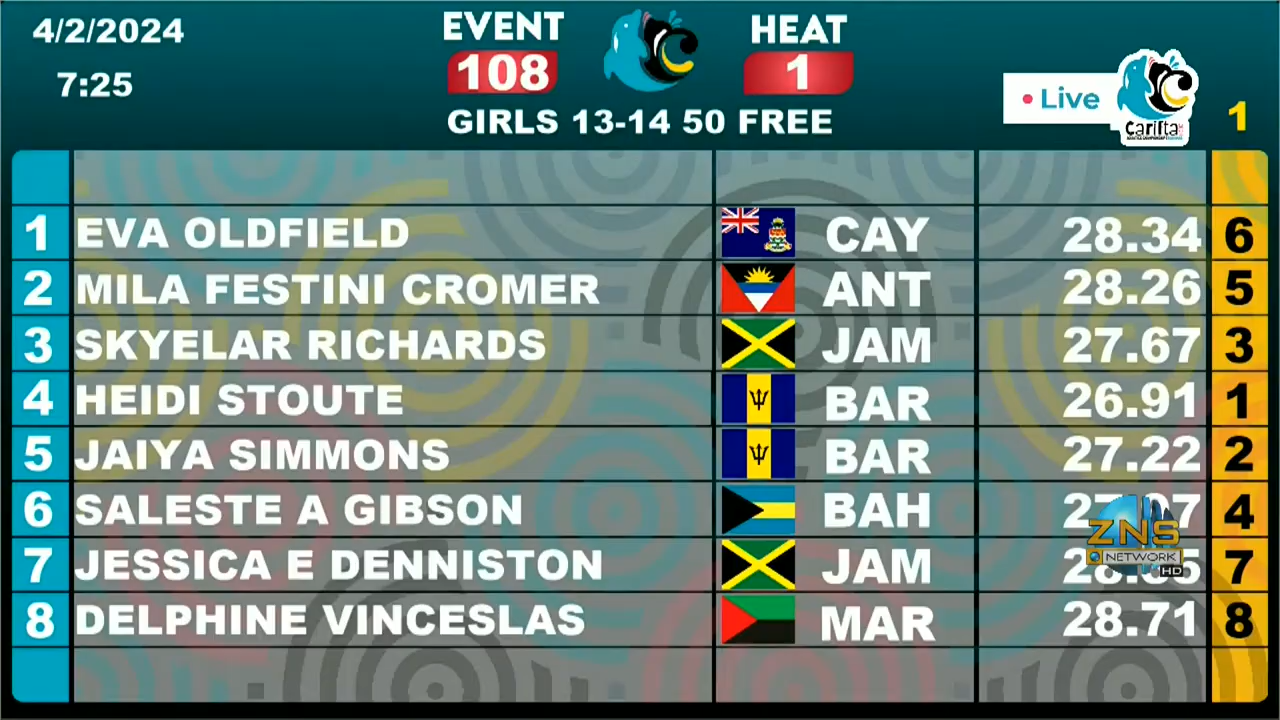 4/2/2024
7:25
EVENT
108
HEAT
1
GIRLS 13-14 50 FREE
Live
Carifta
1
1 EVA OLDFIELD CAY 28.34 6
2 MILA FESTINI CROMER ANT 28.26 5
3 SKYELAR RICHARDS JAM 27.67 3
4 HEIDI STOUTE BAR 26.91 1
5 JAIYA SIMMONS BAR 27.22 2
6 SALESTE A GIBSON BAH 4
7 JESSICA E DENNISTON JAM 7
8 DELPHINE VINCESLAS MAR 28.71 8
ZNS
NETWORK
HD